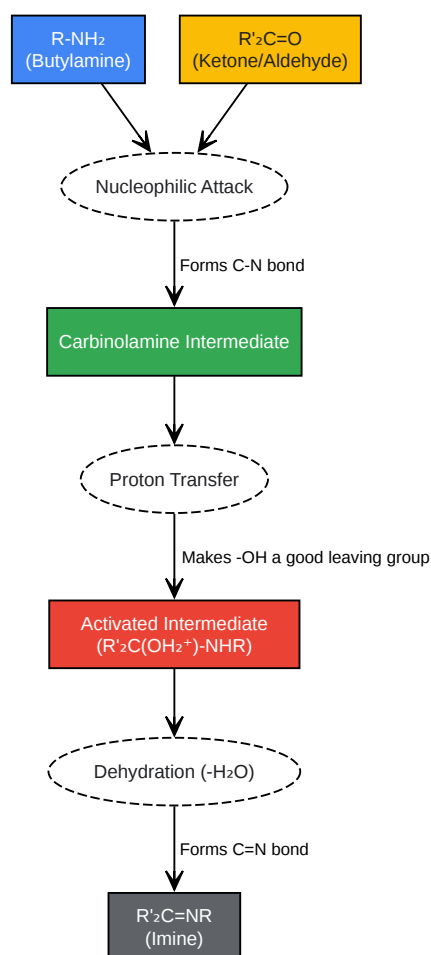 R-NH₂
(Butylamine)
R'₂C=O
(Ketone/Aldehyde)
Nucleophilic Attack
Forms C-N bond
Carbinolamine Intermediate
Proton Transfer
Makes -OH a good leaving group
Activated Intermediate
(R'₂C(OH₂⁺)-NHR)
Dehydration (-H₂O)
Forms C=N bond
R'₂C=NR
(Imine)